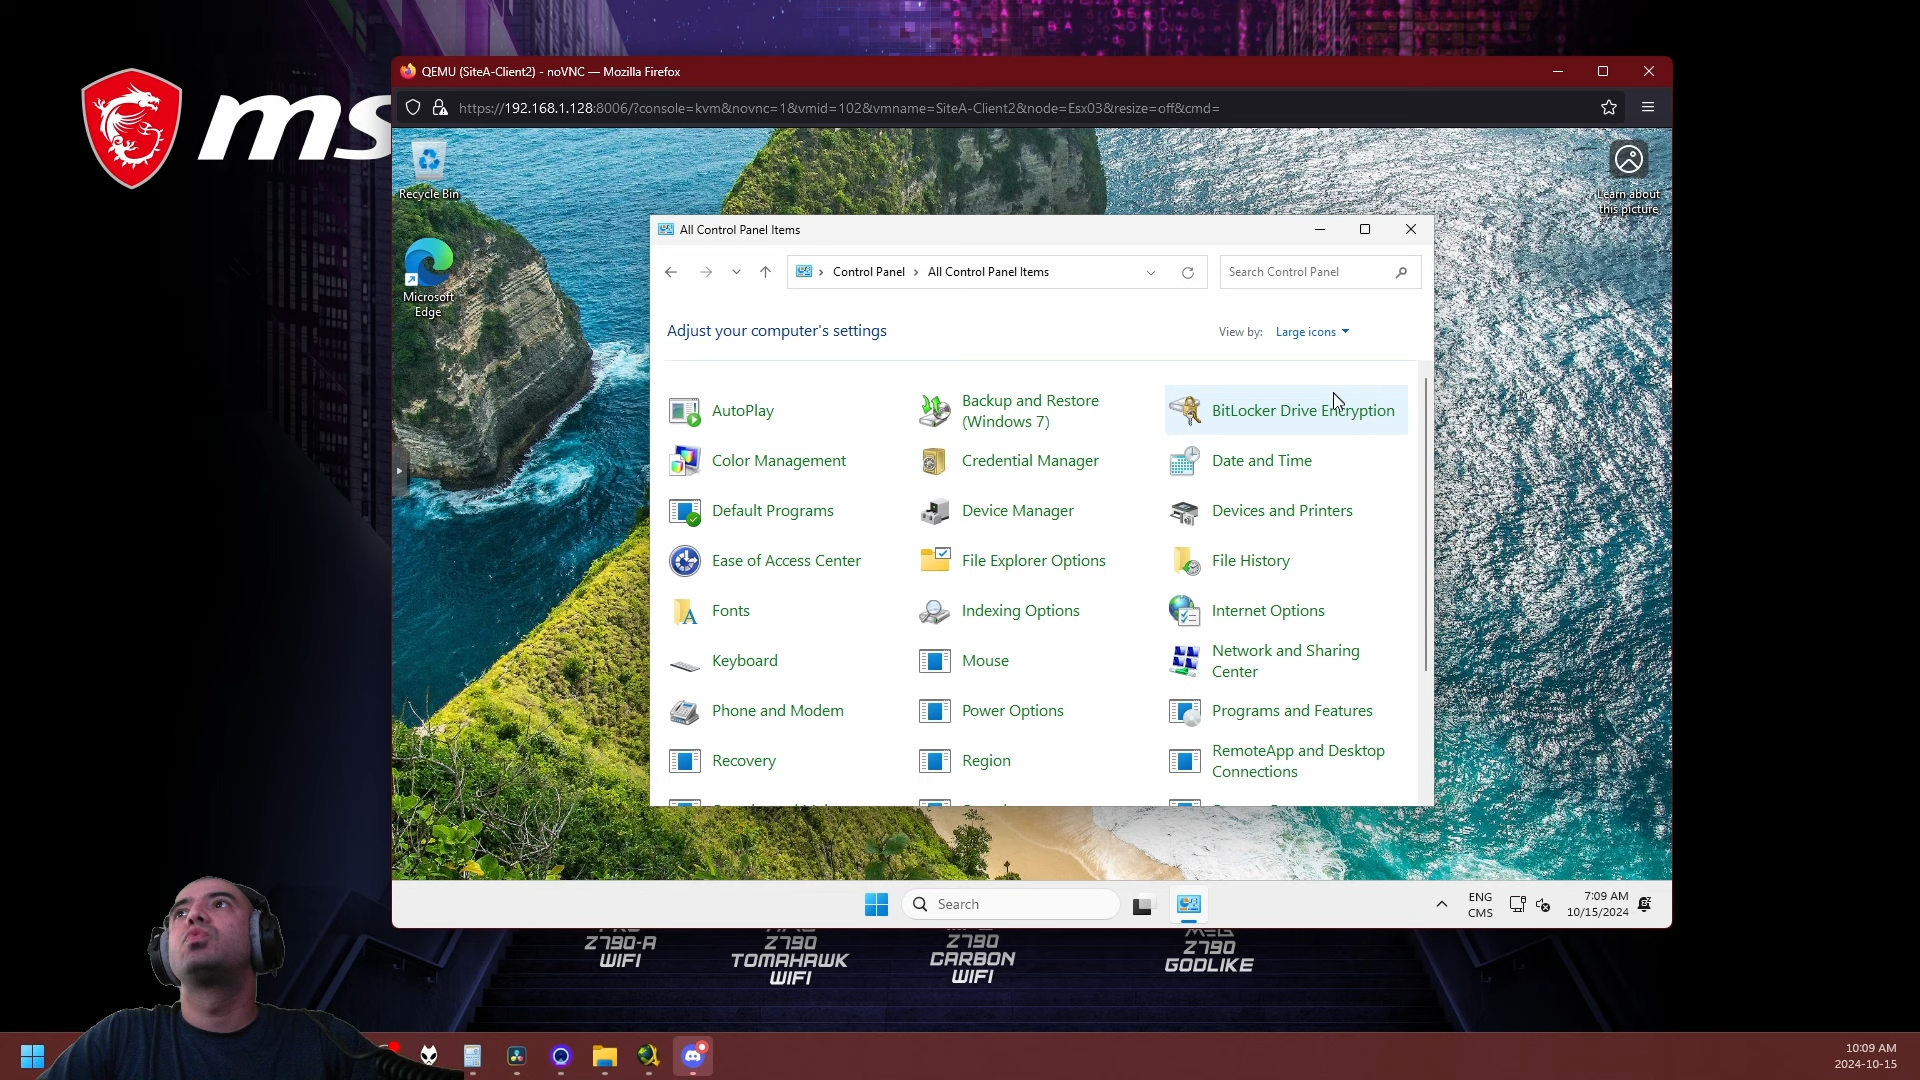 QEMU (SiteA-Client2) - noVNC — Mozilla Firefox
https://192.168.1.128:8006/?console=kvm&novnc=1&vmid=102&vmname=SiteA-Client2&node=Esx03&resize=off&cmd=
ms
Recycle Bin
Learn about
this picture
Microsoft
Edge
All Control Panel Items
Control Panel › All Control Panel Items
Search Control Panel
Adjust your computer's settings
View by: Large icons
AutoPlay
Backup and Restore
(Windows 7)
BitLocker Drive Encryption
Color Management
Credential Manager
Date and Time
Default Programs
Device Manager
Devices and Printers
Ease of Access Center
File Explorer Options
File History
Fonts
Indexing Options
Internet Options
Keyboard
Mouse
Network and Sharing
Center
Phone and Modem
Power Options
Programs and Features
Recovery
Region
RemoteApp and Desktop
Connections
Search
ENG
CMS
7:09 AM
10/15/2024
Z790-A
WIFI
Z790
TOMAHAWK
WIFI
Z790
CARBON
WIFI
MEG
Z790
GODLIKE
10:09 AM
2024-10-15